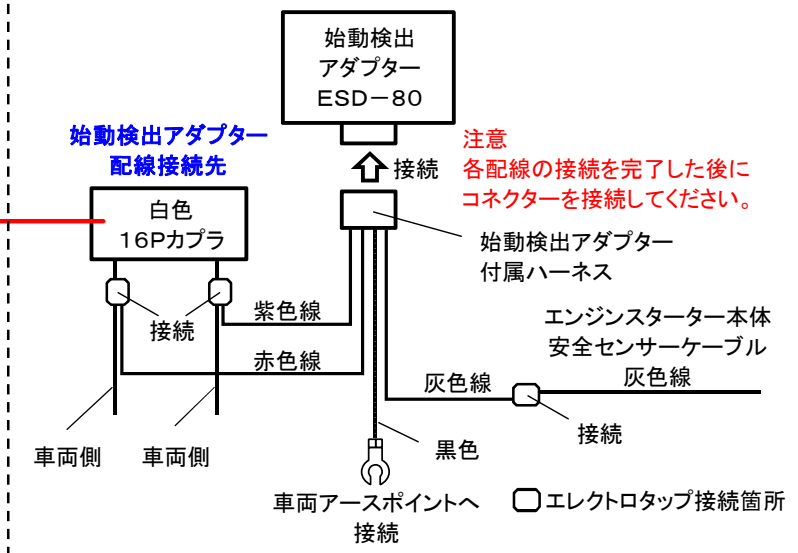 始動検出
アダプター
ESD－80
始動検出アダプター
配線接続先
注意
各配線の接続を完了した後に
コネクターを接続してください。
接続
白色
16Pカプラ
始動検出アダプター
付属ハーネス
接続
紫色線
赤色線
エンジンスターター本体
安全センサーケーブル
灰色線
灰色線
接続
車両側
車両側
黒色
車両アースポイントへ
接続
エレクトロタップ接続箇所